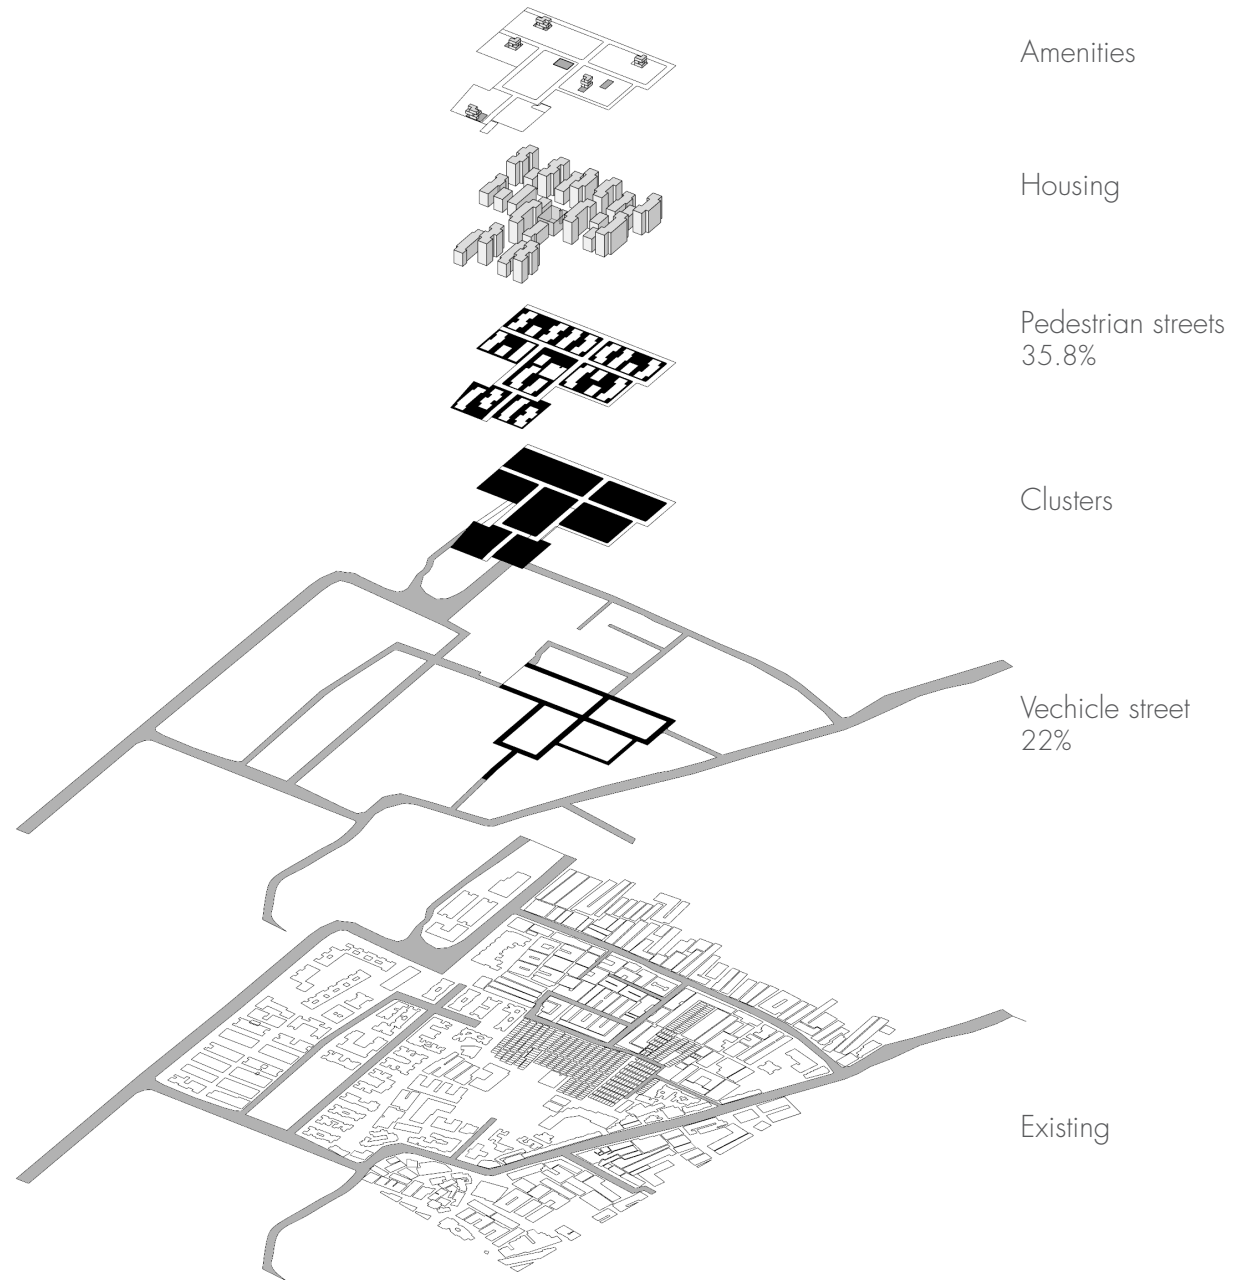 Amenities
Housing
Pedestrian streets
35.8%
Clusters
Vechicle street
22%
Existing